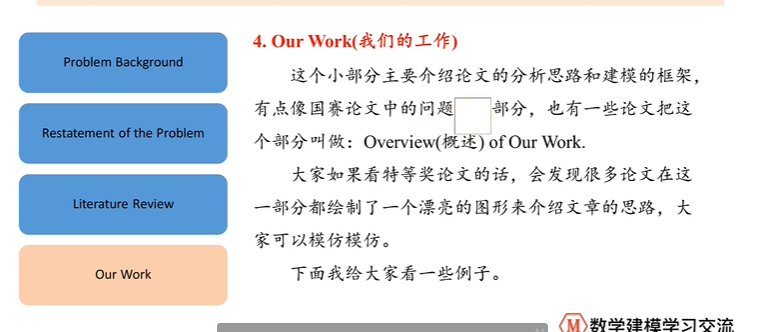 Problem Background
Restatement of the Problem
Literature Review
Our Work
4. Our Work(我们的工作)
这个小部分主要介绍论文的分析思路和建模的框架，
有点像国赛论文中的问题部分，也有一些论文把这
个部分叫做：Overview(概述) of Our Work.
大家如果看特等奖论文的话，会发现很多论文在这
一部分都绘制了一个漂亮的图形来介绍文章的思路，大
家可以模仿模仿。
下面我给大家看一些例子。
M 数学建模学习交流